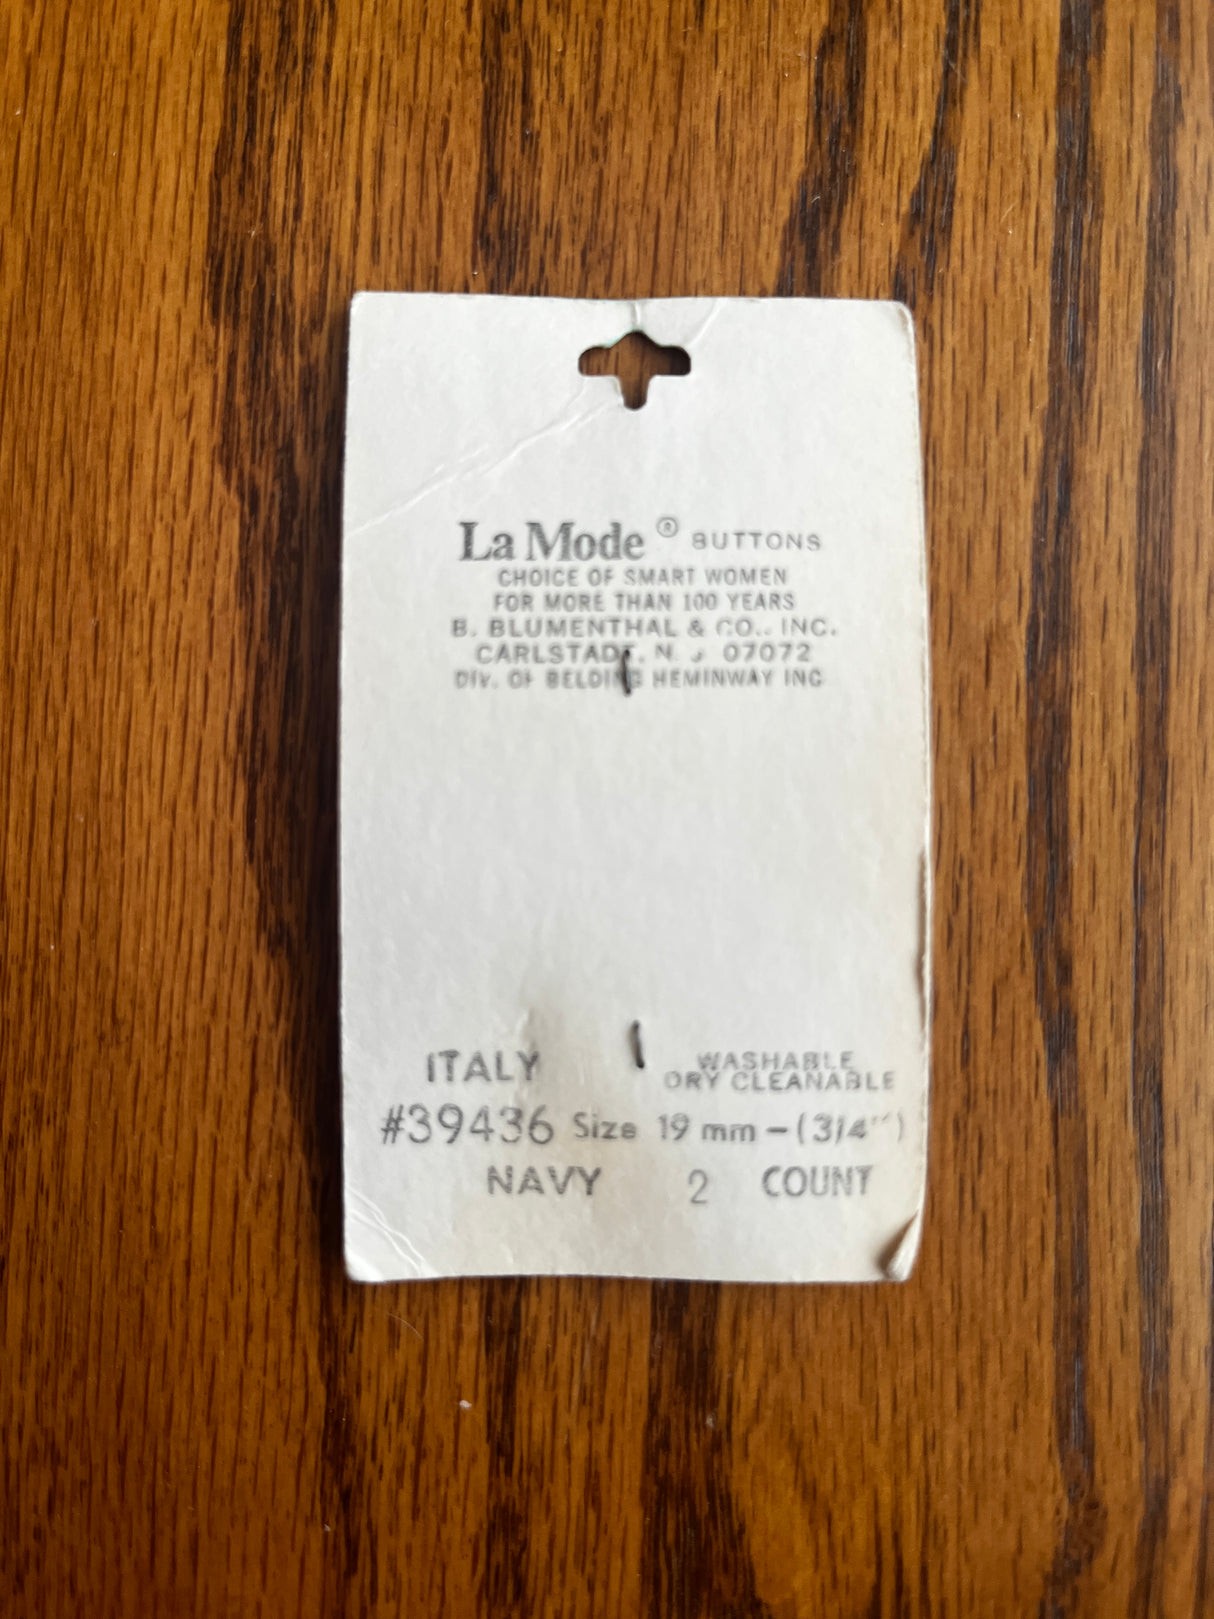 La Mode ® BUTTONS
CHOICE OF SMART WOMEN
FOR MORE THAN 100 YEARS
B. BLUMENTHAL & CO., INC.
CARLSTADT, N. J. 07072
DIV. OF BELDING HEMINWAY INC
ITALY
WASHABLE
DRY CLEANABLE
#39436 Size 19 mm – (3/4")
NAVY 2 COUNT